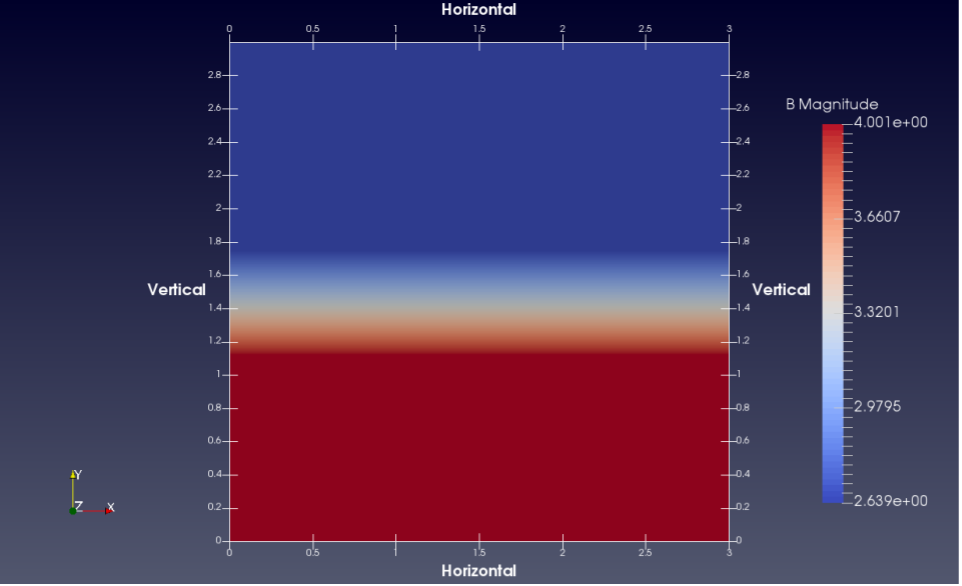 Horizontal
0 0.5 1 1.5 2 2.5 3
B Magnitude
4.001e+00
3.6607
3.3201
2.9795
2.639e+00
2.8 2.8
2.6 2.6
2.4 2.4
2.2 2.2
2 2
1.8 1.8
1.6 1.6
Vertical Vertical
1.4 1.4
1.2 1.2
1 1
0.8 0.8
0.6 0.6
0.4 0.4
0.2 0.2
0 0
Y
Z X
0 0.5 1 1.5 2 2.5 3
Horizontal